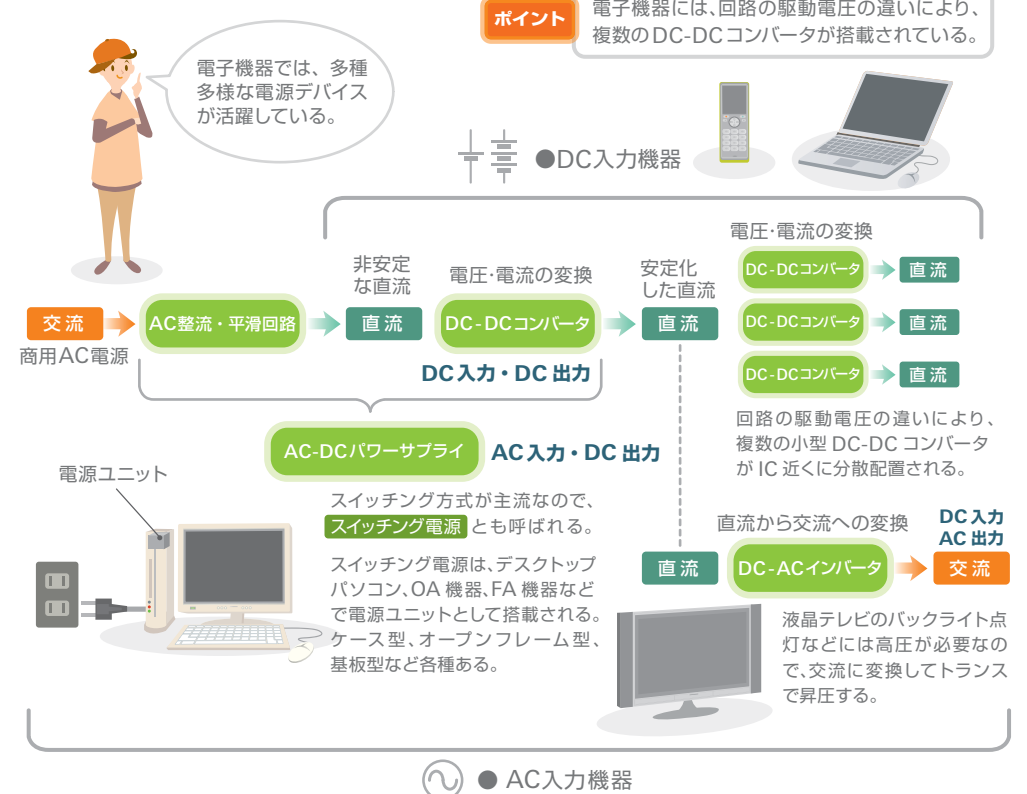 ポイント
電子機器には、回路の駆動電圧の違いにより、
複数のDC-DCコンバータが搭載されている。
電子機器では、多種
多様な電源デバイス
が活躍している。
●DC入力機器
交流
商用AC電源
AC整流・平滑回路
非安定
な直流
直流
電圧・電流の変換
DC-DCコンバータ
DC入力・DC出力
安定化
した直流
直流
電圧・電流の変換
DC-DCコンバータ
直流
DC-DCコンバータ
直流
DC-DCコンバータ
直流
回路の駆動電圧の違いにより、
複数の小型 DC-DC コンバータ
が IC 近くに分散配置される。
AC-DCパワーサプライ
AC入力・DC出力
スイッチング方式が主流なので、
スイッチング電源 とも呼ばれる。
スイッチング電源は、デスクトップ
パソコン、OA機器、FA機器など
で電源ユニットとして搭載される。
ケース型、オープンフレーム型、
基板型など各種ある。
電源ユニット
直流から交流への変換
DC入力
AC出力
直流
DC-ACインバータ
交流
液晶テレビのバックライト点
灯などには高圧が必要なの
で、交流に変換してトランス
で昇圧する。
● AC入力機器